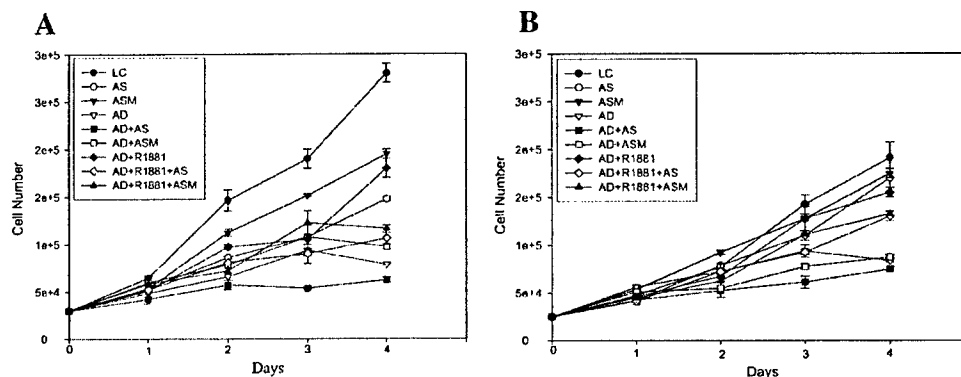 A
3e+5
3e+5
2e+5
2e+5
1e+5
5e+4
0
Cell Number
LC
AS
ASM
AD
AD+AS
AD+ASM
AD+R1881
AD+R1881+AS
AD+R1881+ASM
0 1 2 3 4
Days
B
3e+5
3e+5
2e+5
2e+5
1e+5
5e+4
0
Cell Number
LC
AS
ASM
AD
AD+AS
AD+ASM
AD+R1881
AD+R1881+AS
AD+R1881+ASM
0 1 2 3 4
Days